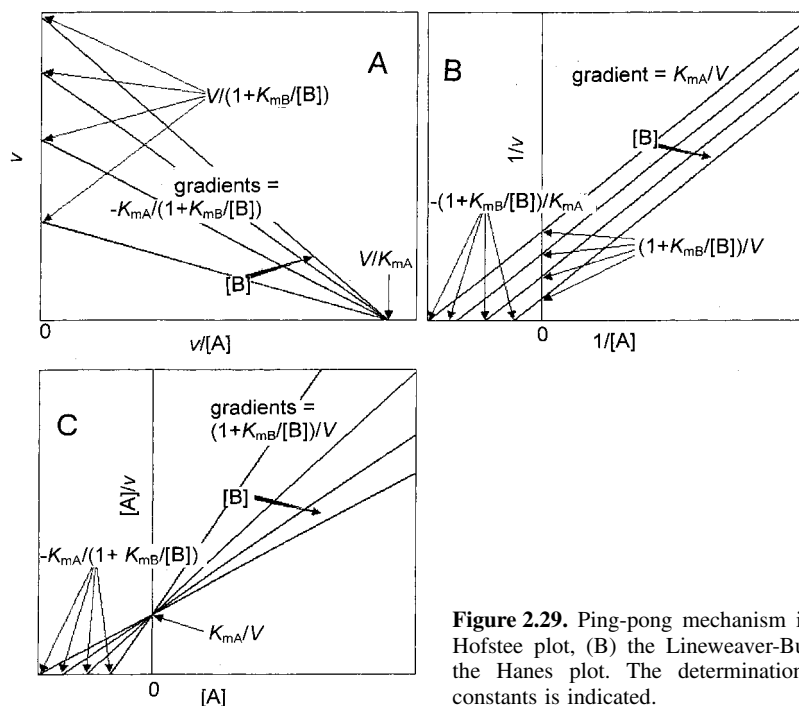 A
V/(1+KmB/[B])
v
gradients =
-KmA/(1+KmB/[B])
V/KmA
[B]
0
0
v/[A]
B
gradient = KmA/V
1/v
[B]
-(1+KmB/[B])/KmA
(1+KmB/[B])/V
0
1/[A]
C
gradients =
(1+KmB/[B])/V
[A]/v
[B]
-KmA/(1+ KmB/[B])
KmA/V
0
[A]
Figure 2.29. Ping-pong mechanism i
Hofstee plot, (B) the Lineweaver-Bu
the Hanes plot. The determination
constants is indicated.